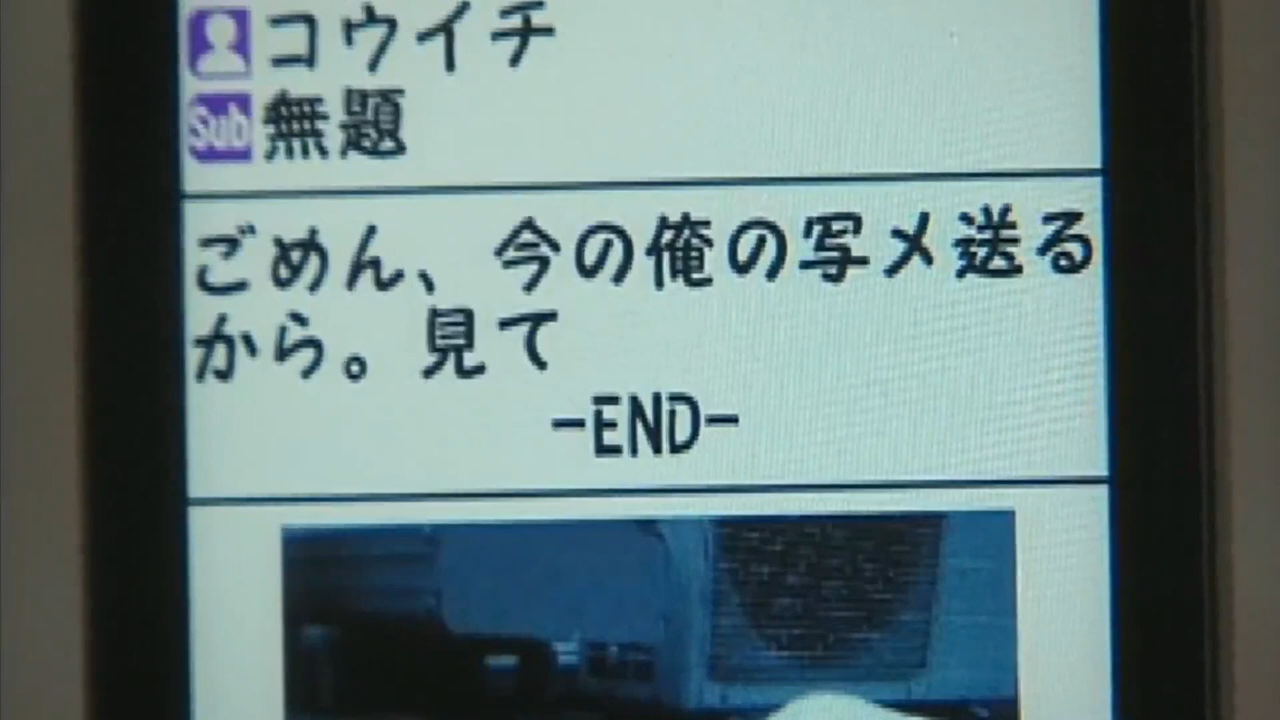 コウイチ
Sub 無題
ごめん、今の俺の写メ送る
から。見て
-END-